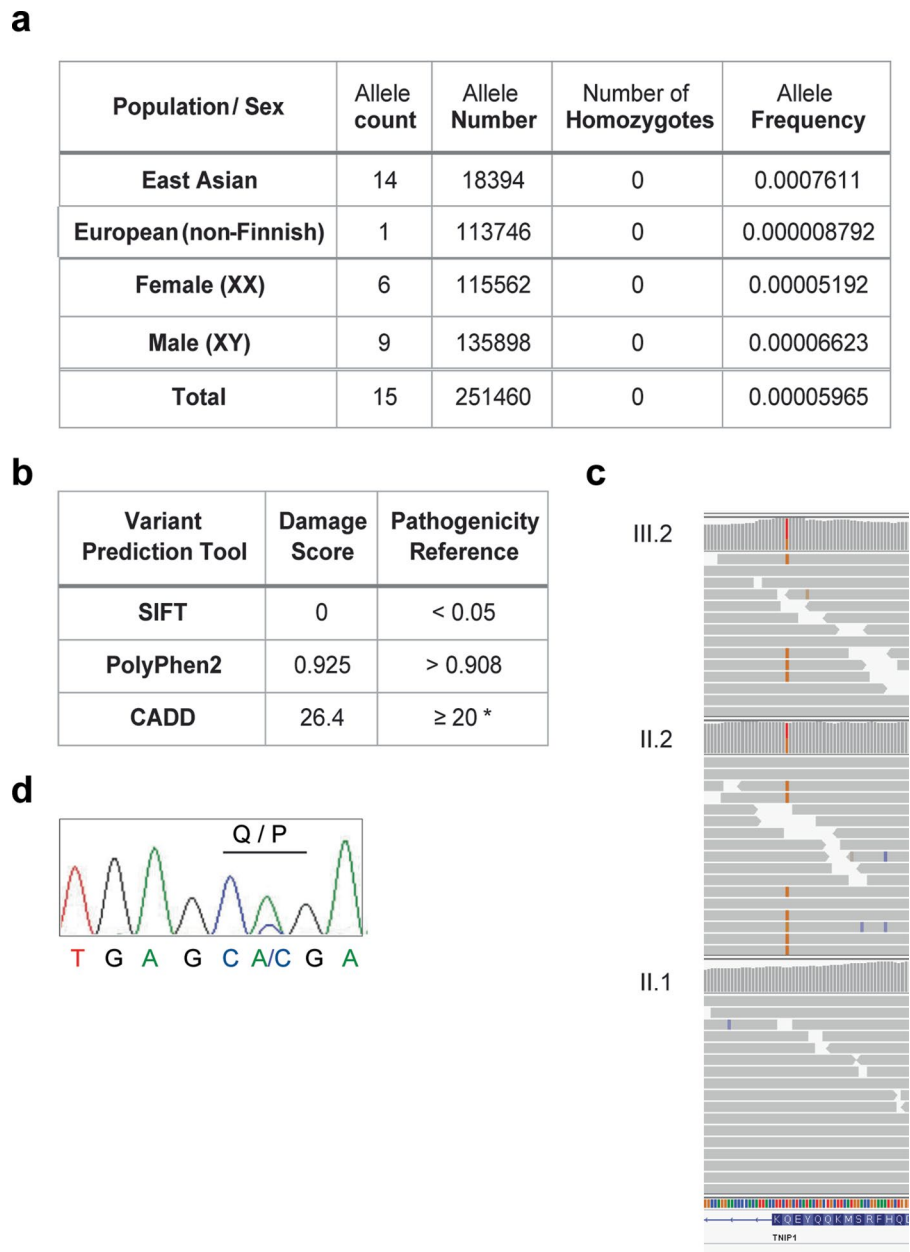 a
Population / Sex Allele count Allele Number Number of Homozygotes Allele Frequency
East Asian 14 18394 0 0.0007611
European (non-Finnish) 1 113746 0 0.000008792
Female (XX) 6 115562 0 0.00005192
Male (XY) 9 135898 0 0.00006623
Total 15 251460 0 0.00005965
b
Variant Prediction Tool Damage Score Pathogenicity Reference
SIFT 0 < 0.05
PolyPhen2 0.925 > 0.908
CADD 26.4 ≥ 20 *
c
III.2
II.2
II.1
K Q E Y Q Q K M S R F H Q
TNIP1
d
Q / P
T G A G C A/C G A